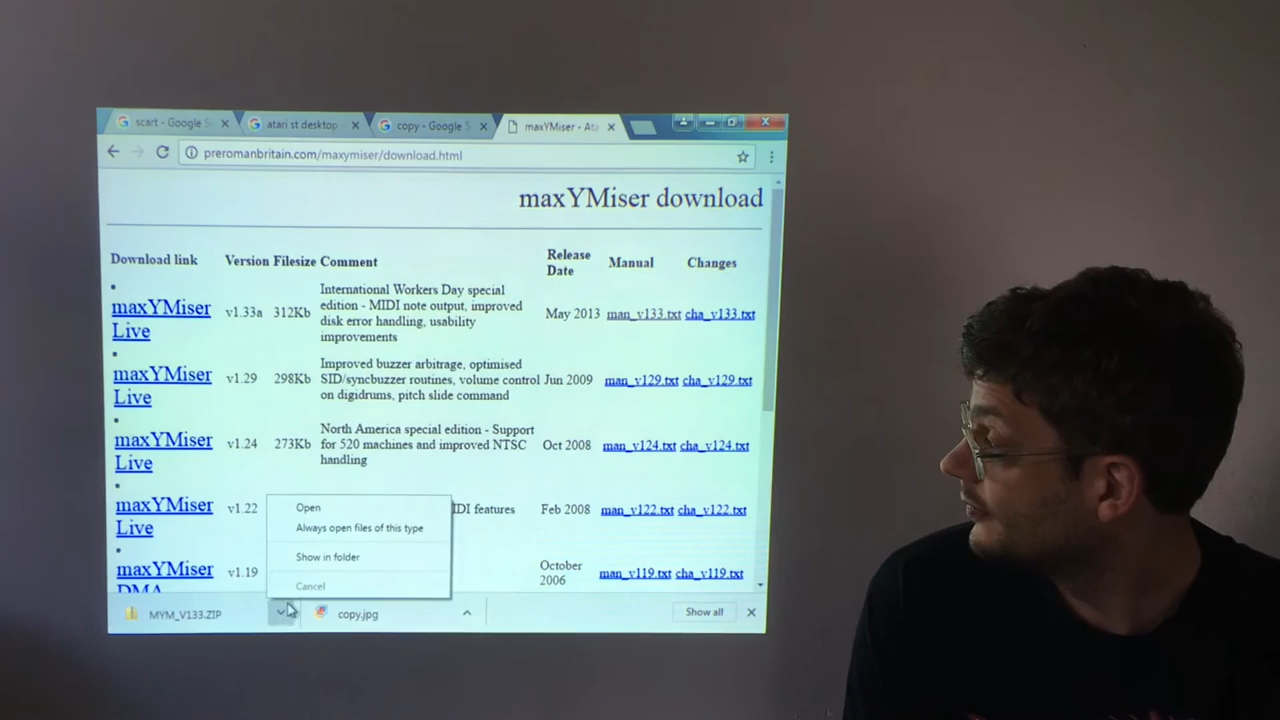 scart - Google S
atari st desktop
copy - Google S
maxYMiser - Ata
preromanbritain.com/maxymiser/download.html
maxYMiser download
Download link Version Filesize Comment Release Date Manual Changes
maxYMiser Live v1.33a 312Kb International Workers Day special edition - MIDI note output, improved disk error handling, usability improvements May 2013 man_v133.txt cha_v133.txt
maxYMiser Live v1.29 298Kb Improved buzzer arbitrage, optimised SID/syncbuzzer routines, volume control on digidrums, pitch slide command Jun 2009 man_v129.txt cha_v129.txt
maxYMiser Live v1.24 273Kb North America special edition - Support for 520 machines and improved NTSC handling Oct 2008 man_v124.txt cha_v124.txt
maxYMiser Live v1.22 IDI features Feb 2008 man_v122.txt cha_v122.txt
maxYMiser DMA v1.19 October 2006 man_v119.txt cha_v119.txt
Open
Always open files of this type
Show in folder
Cancel
MYM_V133.ZIP
copy.jpg
Show all